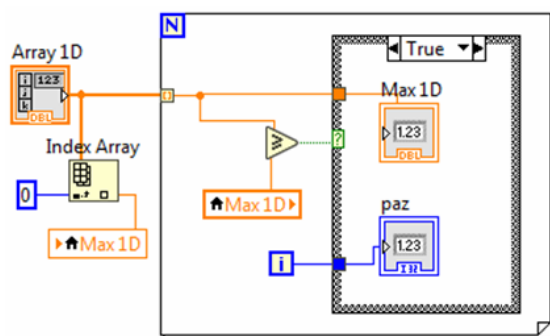 N
True
Array 1D
i
j
k
123
DBL
Max 1D
1.23
DBL
?
Index Array
0
Max 1D
Max 1D
paz
1.23
I32
i